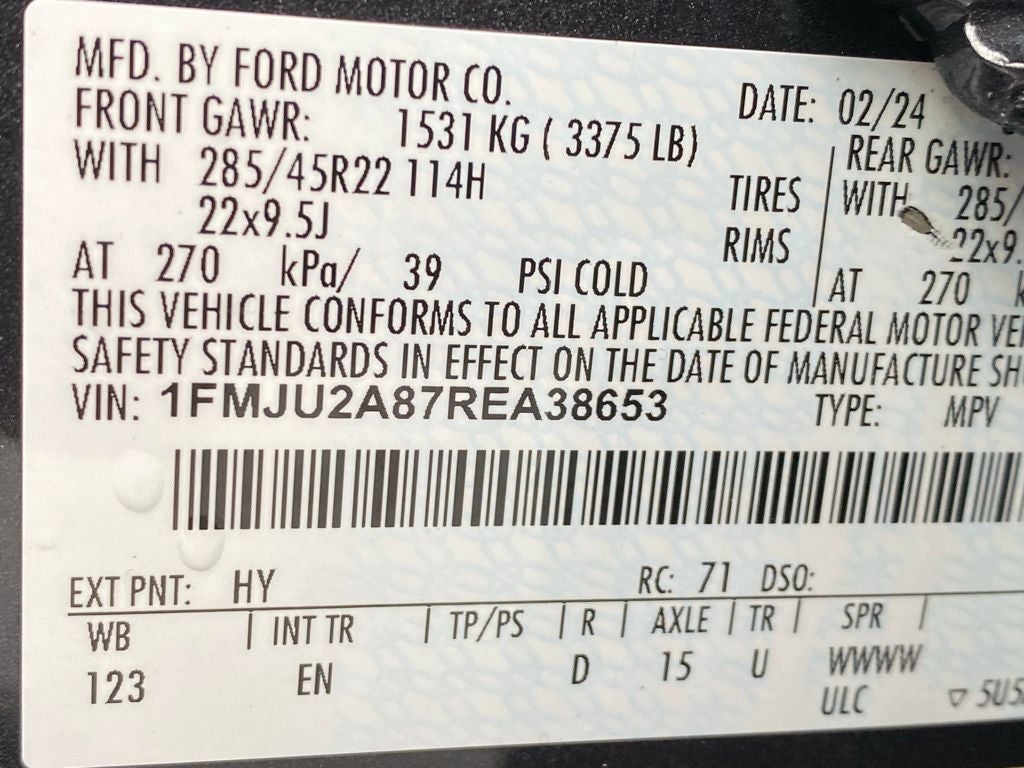 MFD. BY FORD MOTOR CO.
DATE: 02/24
FRONT GAWR: 1531 KG ( 3375 LB)
REAR GAWR:
WITH 285/45R22 114H TIRES
WITH 285/
22x9.5J RIMS
22x9.
AT 270 kPa/ 39 PSI COLD
AT 270 k
THIS VEHICLE CONFORMS TO ALL APPLICABLE FEDERAL MOTOR VE
SAFETY STANDARDS IN EFFECT ON THE DATE OF MANUFACTURE SH
VIN: 1FMJU2A87REA38653 TYPE: MPV
EXT PNT: HY RC: 71 DSO:
WB | INT TR | TP/PS | R | AXLE | TR | SPR |
123 EN D 15 U WWWW
ULC ▽ 5US